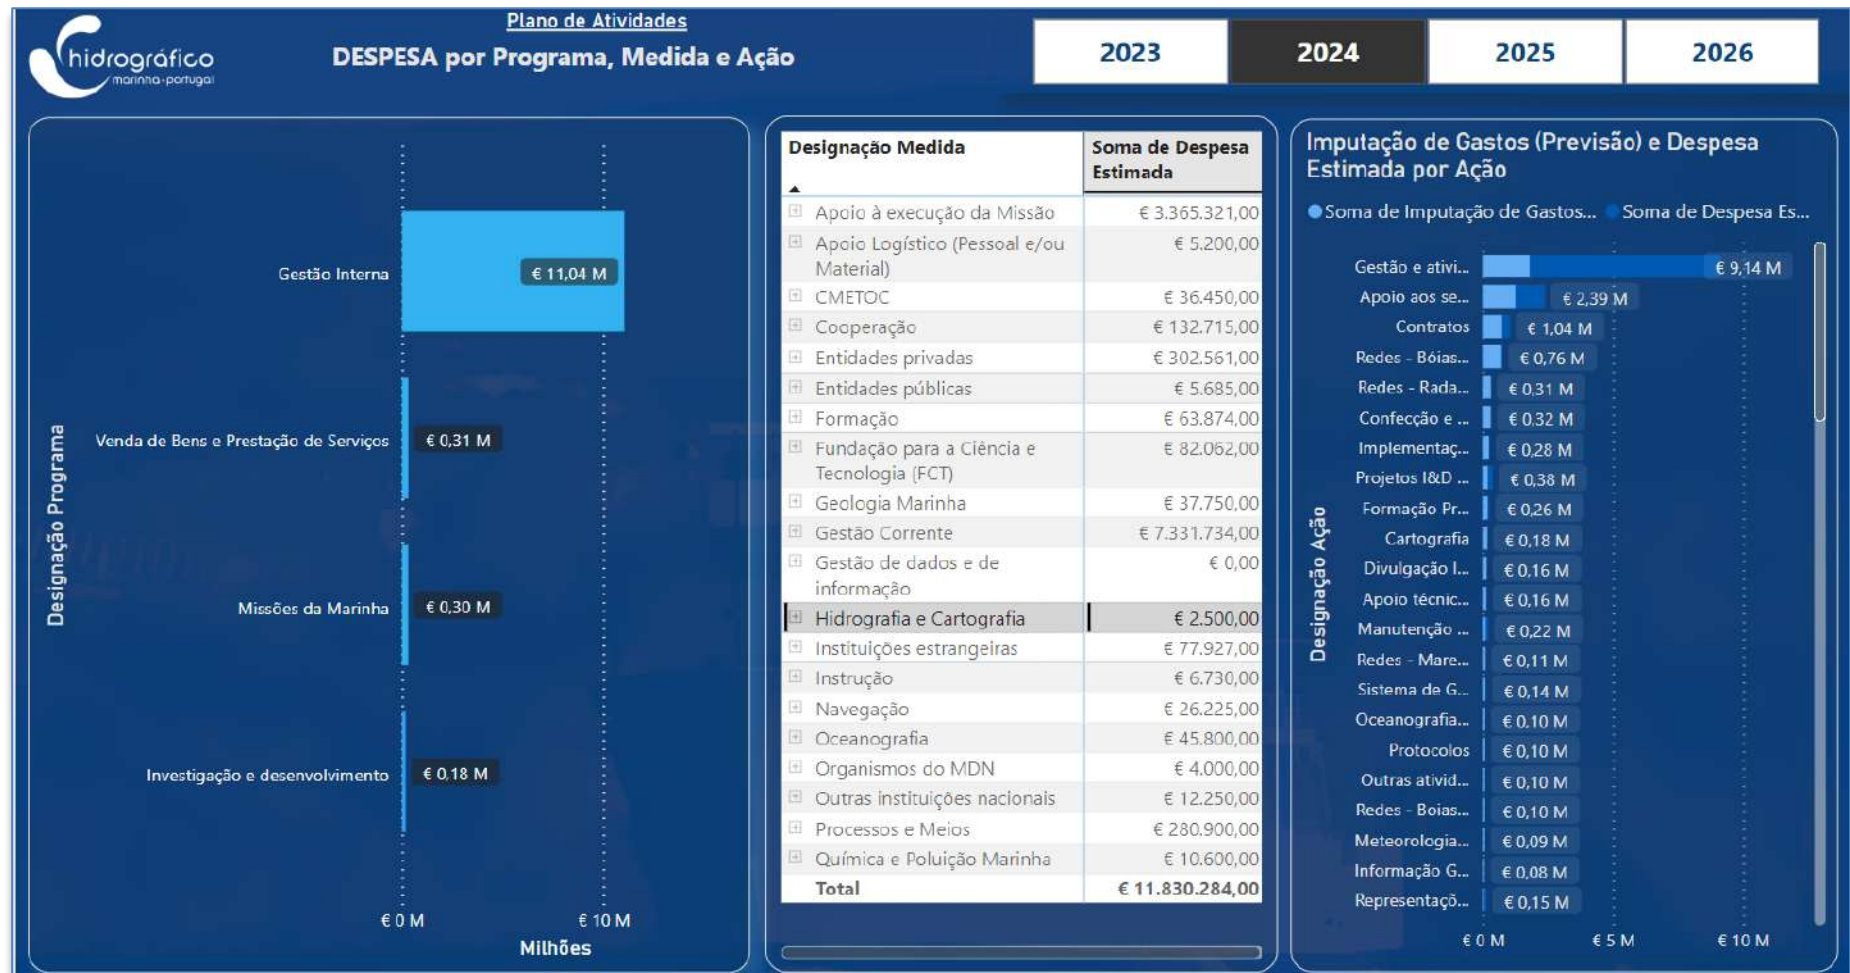 hidrográfico
marinha-portugal
Plano de Atividades
DESPESA por Programa, Medida e Ação
2023
2024
2025
2026
Designação Programa
Gestão Interna
€ 11,04 M
Venda de Bens e Prestação de Serviços
€ 0,31 M
Missões da Marinha
€ 0,30 M
Investigação e desenvolvimento
€ 0,18 M
€ 0 M
€ 10 M
Milhões
Designação Medida
Soma de Despesa
Estimada
Apoio à execução da Missão € 3.365.321,00
Apoio Logístico (Pessoal e/ou € 5.200,00
Material)
CMETOC € 36.450,00
Cooperação € 132.715,00
Entidades privadas € 302.561,00
Entidades públicas € 5.685,00
Formação € 63.874,00
Fundação para a Ciência e € 82.062,00
Tecnologia (FCT)
Geologia Marinha € 37.750,00
Gestão Corrente € 7.331.734,00
Gestão de dados e de € 0,00
informação
Hidrografia e Cartografia € 2.500,00
Instituições estrangeiras € 77.927,00
Instrução € 6.730,00
Navegação € 26.225,00
Oceanografia € 45.800,00
Organismos do MDN € 4.000,00
Outras instituições nacionais € 12.250,00
Processos e Meios € 280.900,00
Química e Poluição Marinha € 10.600,00
Total € 11.830.284,00
Imputação de Gastos (Previsão) e Despesa
Estimada por Ação
Soma de Imputação de Gastos... Soma de Despesa Es...
Designação Ação
Gestão e ativi... € 9,14 M
Apoio aos se... € 2,39 M
Contratos € 1,04 M
Redes - Bóias... € 0,76 M
Redes - Rada... € 0,31 M
Confecção e ... € 0,32 M
Implementaç... € 0,28 M
Projetos I&D ... € 0,38 M
Formação Pr... € 0,26 M
Cartografia € 0,18 M
Divulgação I... € 0,16 M
Apoio técnic... € 0,16 M
Manutenção ... € 0,22 M
Redes - Mare... € 0,11 M
Sistema de G... € 0,14 M
Oceanografia... € 0,10 M
Protocolos € 0,10 M
Outras ativid... € 0,10 M
Redes - Boias... € 0,10 M
Meteorologia... € 0,09 M
Informação G... € 0,08 M
Representaçõ... € 0,15 M
€ 0 M
€ 5 M
€ 10 M